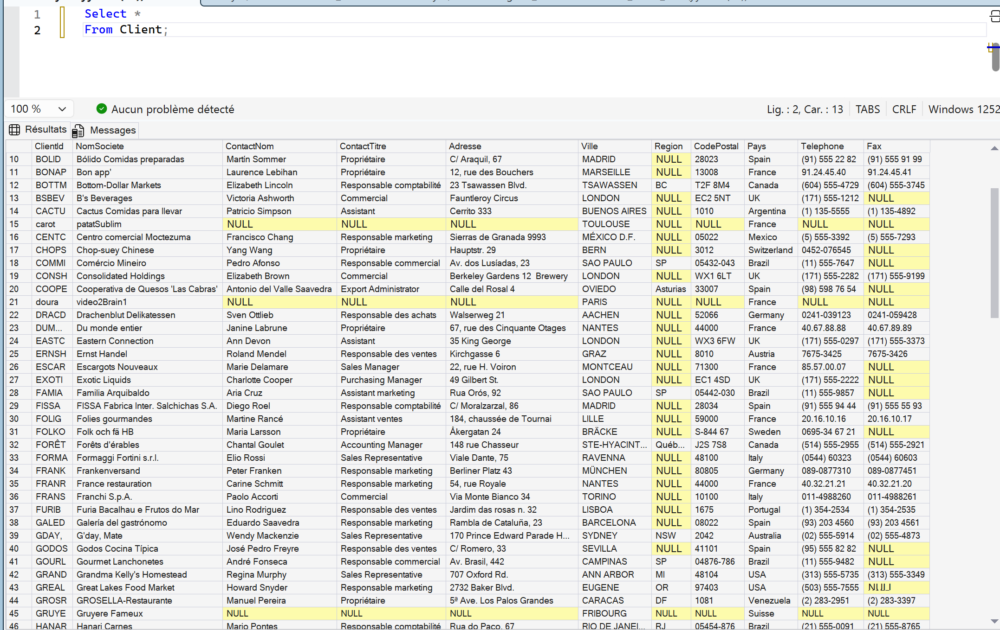 1 Select *
2 From Client;
100 % Aucun problème détecté Lig. : 2, Car. : 13 TABS CRLF Windows 1252
Résultats Messages
ClientId NomSociete ContactNom ContactTitre Adresse Ville Region CodePostal Pays Telephone Fax
10 BOLID Bólido Comidas preparadas Martín Sommer Propriétaire C/ Araquil, 67 MADRID NULL 28023 Spain (91) 555 22 82 (91) 555 91 99
11 BONAP Bon app' Laurence Lebihan Propriétaire 12, rue des Bouchers MARSEILLE NULL 13008 France 91.24.45.40 91.24.45.41
12 BOTTM Bottom-Dollar Markets Elizabeth Lincoln Responsable comptabilité 23 Tsawassen Blvd. TSAWASSEN BC T2F 8M4 Canada (604) 555-4729 (604) 555-3745
13 BSBEV B's Beverages Victoria Ashworth Commercial Fauntleroy Circus LONDON NULL EC2 5NT UK (171) 555-1212 NULL
14 CACTU Cactus Comidas para llevar Patricio Simpson Assistant Cerrito 333 BUENOS AIRES NULL 1010 Argentina (1) 135-5555 (1) 135-4892
15 carot patatSublim NULL NULL NULL TOULOUSE NULL NULL France NULL NULL
16 CENTC Centro comercial Moctezuma Francisco Chang Responsable marketing Sierras de Granada 9993 MÉXICO D.F. NULL 05022 Mexico (5) 555-3392 (5) 555-7293
17 CHOPS Chop-suey Chinese Yang Wang Propriétaire Hauptstr. 29 BERN NULL 3012 Switzerland 0452-076545 NULL
18 COMMI Comércio Mineiro Pedro Afonso Responsable commercial Av. dos Lusíadas, 23 SAO PAULO SP 05432-043 Brazil (11) 555-7647 NULL
19 CONSH Consolidated Holdings Elizabeth Brown Commercial Berkeley Gardens 12  Brewery LONDON NULL WX1 6LT UK (171) 555-2282 (171) 555-9199
20 COOPE Cooperativa de Quesos 'Las Cabras' Antonio del Valle Saavedra Export Administrator Calle del Rosal 4 OVIEDO Asturias 33007 Spain (98) 598 76 54 NULL
21 doura video2Brain1 NULL NULL NULL PARIS NULL NULL France NULL NULL
22 DRACD Drachenblut Delikatessen Sven Ottlieb Responsable des achats Walserweg 21 AACHEN NULL 52066 Germany 0241-039123 0241-059428
23 DUM... Du monde entier Janine Labrune Propriétaire 67, rue des Cinquante Otages NANTES NULL 44000 France 40.67.88.88 40.67.89.89
24 EASTC Eastern Connection Ann Devon Assistant 35 King George LONDON NULL WX3 6FW UK (171) 555-0297 (171) 555-3373
25 ERNSH Ernst Handel Roland Mendel Responsable des ventes Kirchgasse 6 GRAZ NULL 8010 Austria 7675-3425 7675-3426
26 ESCAR Escargots Nouveaux Marie Delamare Sales Manager 22, rue H. Voiron MONTCEAU NULL 71300 France 85.57.00.07 NULL
27 EXOTI Exotic Liquids Charlotte Cooper Purchasing Manager 49 Gilbert St. LONDON NULL EC1 4SD UK (171) 555-2222 NULL
28 FAMIA Familia Arquibaldo Aria Cruz Assistant marketing Rua Orós, 92 SAO PAULO SP 05442-030 Brazil (11) 555-9857 NULL
29 FISSA FISSA Fabrica Inter. Salchichas S.A. Diego Roel Responsable comptabilité C/ Moralzarzal, 86 MADRID NULL 28034 Spain (91) 555 94 44 (91) 555 55 93
30 FOLIG Folies gourmandes Martine Rancé Assistant ventes 184, chaussée de Tournai LILLE NULL 59000 France 20.16.10.16 20.16.10.17
31 FOLKO Folk och fä HB Maria Larsson Propriétaire Åkergatan 24 BRÄCKE NULL S-844 67 Sweden 0695-34 67 21 NULL
32 FORÊT Forêts d'érables Chantal Goulet Accounting Manager 148 rue Chasseur STE-HYACINT... Québ... J2S 7S8 Canada (514) 555-2955 (514) 555-2921
33 FORMA Formaggi Fortini s.r.l. Elio Rossi Sales Representative Viale Dante, 75 RAVENNA NULL 48100 Italy (0544) 60323 (0544) 60603
34 FRANK Frankenversand Peter Franken Responsable marketing Berliner Platz 43 MÜNCHEN NULL 80805 Germany 089-0877310 089-0877451
35 FRANR France restauration Carine Schmitt Responsable marketing 54, rue Royale NANTES NULL 44000 France 40.32.21.21 40.32.21.20
36 FRANS Franchi S.p.A. Paolo Accorti Commercial Via Monte Bianco 34 TORINO NULL 10100 Italy 011-4988260 011-4988261
37 FURIB Furia Bacalhau e Frutos do Mar Lino Rodriguez Responsable des ventes Jardim das rosas n. 32 LISBOA NULL 1675 Portugal (1) 354-2534 (1) 354-2535
38 GALED Galería del gastrónomo Eduardo Saavedra Responsable marketing Rambla de Cataluña, 23 BARCELONA NULL 08022 Spain (93) 203 4560 (93) 203 4561
39 GDAY, G'day, Mate Wendy Mackenzie Sales Representative 170 Prince Edward Parade H... SYDNEY NSW 2042 Australia (02) 555-5914 (02) 555-4873
40 GODOS Godos Cocina Típica José Pedro Freyre Responsable des ventes C/ Romero, 33 SEVILLA NULL 41101 Spain (95) 555 82 82 NULL
41 GOURL Gourmet Lanchonetes André Fonseca Responsable commercial Av. Brasil, 442 CAMPINAS SP 04876-786 Brazil (11) 555-9482 NULL
42 GRAND Grandma Kelly's Homestead Regina Murphy Sales Representative 707 Oxford Rd. ANN ARBOR MI 48104 USA (313) 555-5735 (313) 555-3349
43 GREAL Great Lakes Food Market Howard Snyder Responsable marketing 2732 Baker Blvd. EUGENE OR 97403 USA (503) 555-7555 NULL
44 GROSR GROSELLA-Restaurante Manuel Pereira Propriétaire 5ª Ave. Los Palos Grandes CARACAS DF 1081 Venezuela (2) 283-2951 (2) 283-3397
45 GRUYE Gruyere Fameux NULL NULL NULL FRIBOURG NULL NULL Suisse NULL NULL
46 HANAR Hanari Carnes Mario Pontes Responsable comptabilité Rua do Paço, 67 RIO DE JANEI... RJ 05454-876 Brazil (21) 555-0091 (21) 555-8765